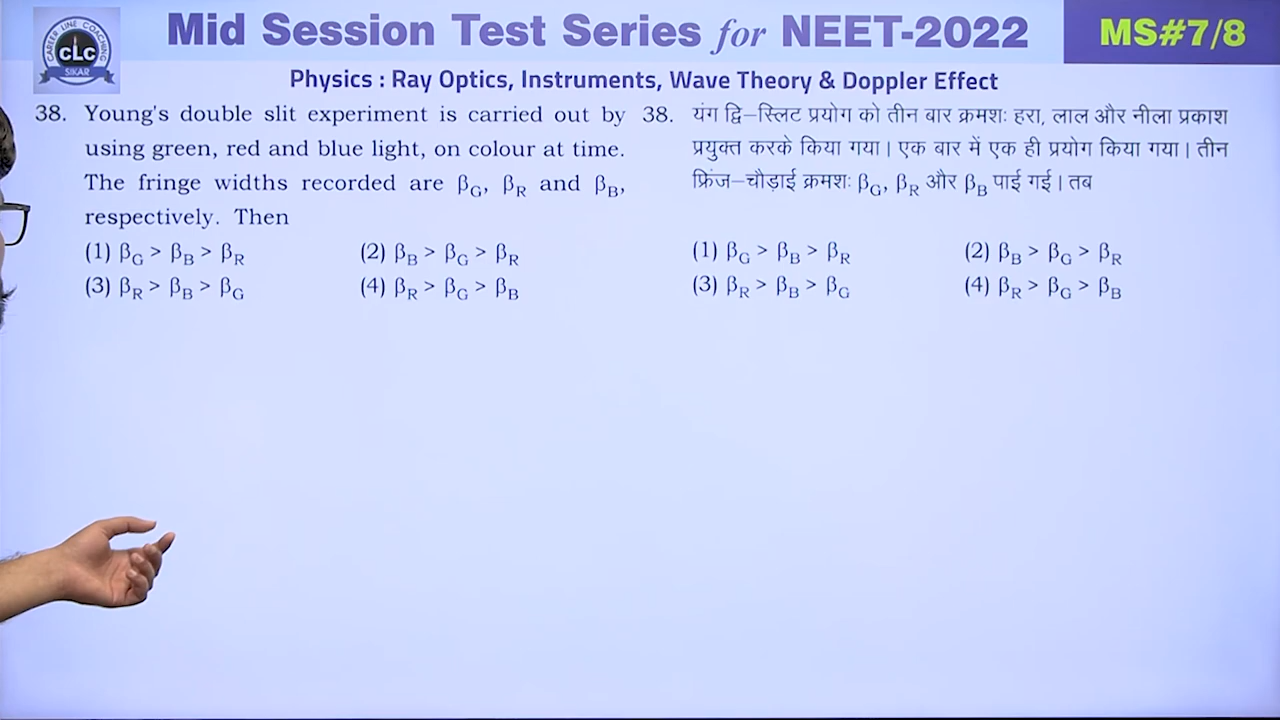 CAREER LINE COACHING
CLC
SIKAR
Mid Session Test Series for NEET-2022
MS#7/8
Physics : Ray Optics, Instruments, Wave Theory & Doppler Effect
38. Young's double slit experiment is carried out by
using green, red and blue light, on colour at time.
The fringe widths recorded are βG, βR and βB,
respectively. Then
(1) βG > βB > βR (2) βB > βG > βR
(3) βR > βB > βG (4) βR > βG > βB
38. यंग द्वि–स्लिट प्रयोग को तीन बार क्रमशः हरा, लाल और नीला प्रकाश
प्रयुक्त करके किया गया। एक बार में एक ही प्रयोग किया गया। तीन
फ्रिंज–चौड़ाई क्रमशः βG, βR और βB पाई गई। तब
(1) βG > βB > βR (2) βB > βG > βR
(3) βR > βB > βG (4) βR > βG > βB